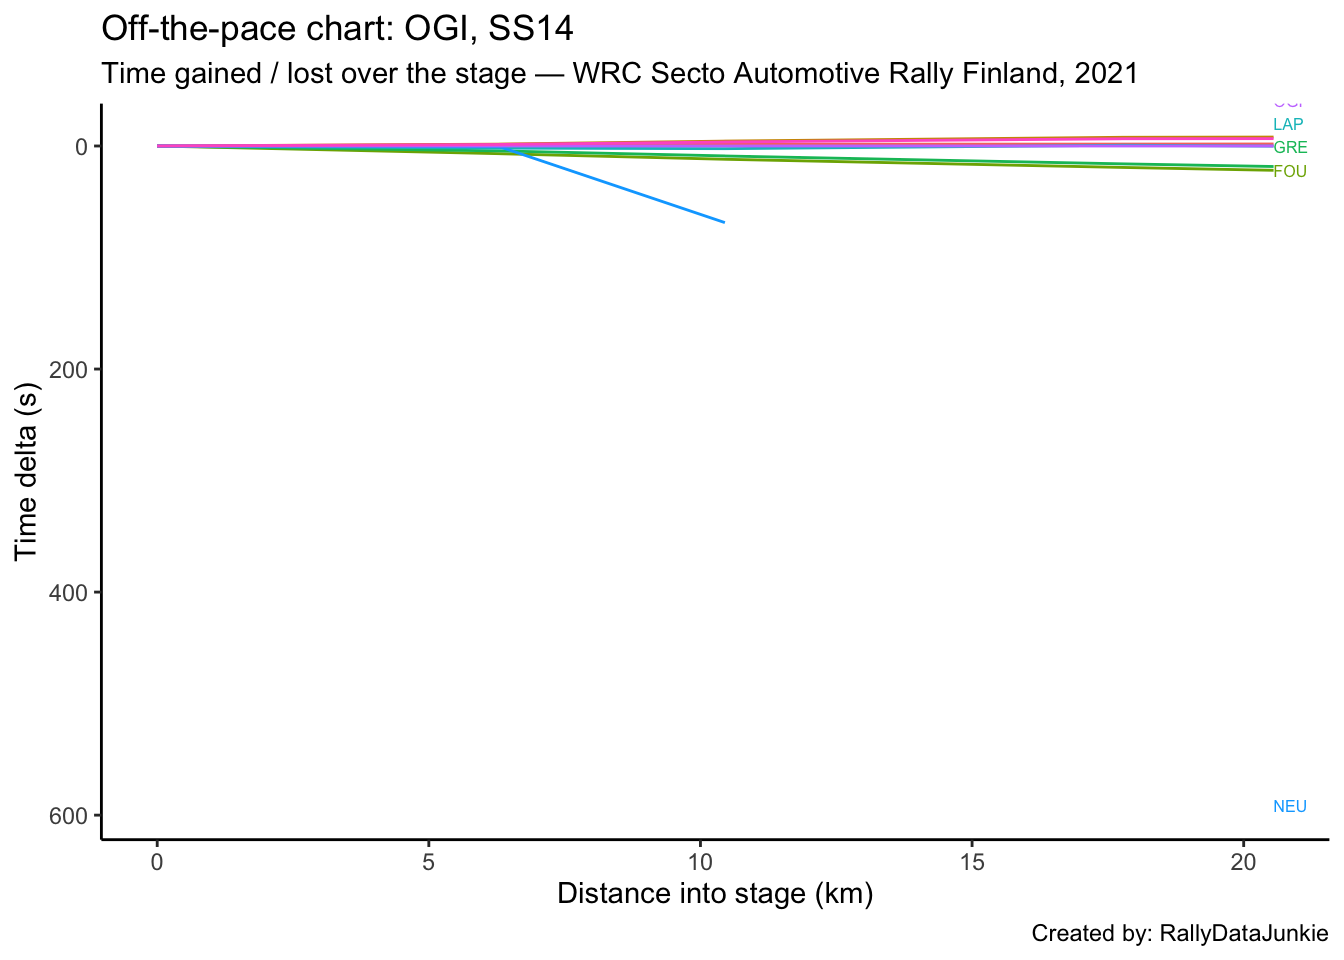 Off-the-pace chart: OGI, SS14
Time gained / lost over the stage — WRC Secto Automotive Rally Finland, 2021
OGI
LAP
0
GRE
FOU
200
Time delta (s)
400
NEU
600
0 5 10 15 20
Distance into stage (km)
Created by: RallyDataJunkie